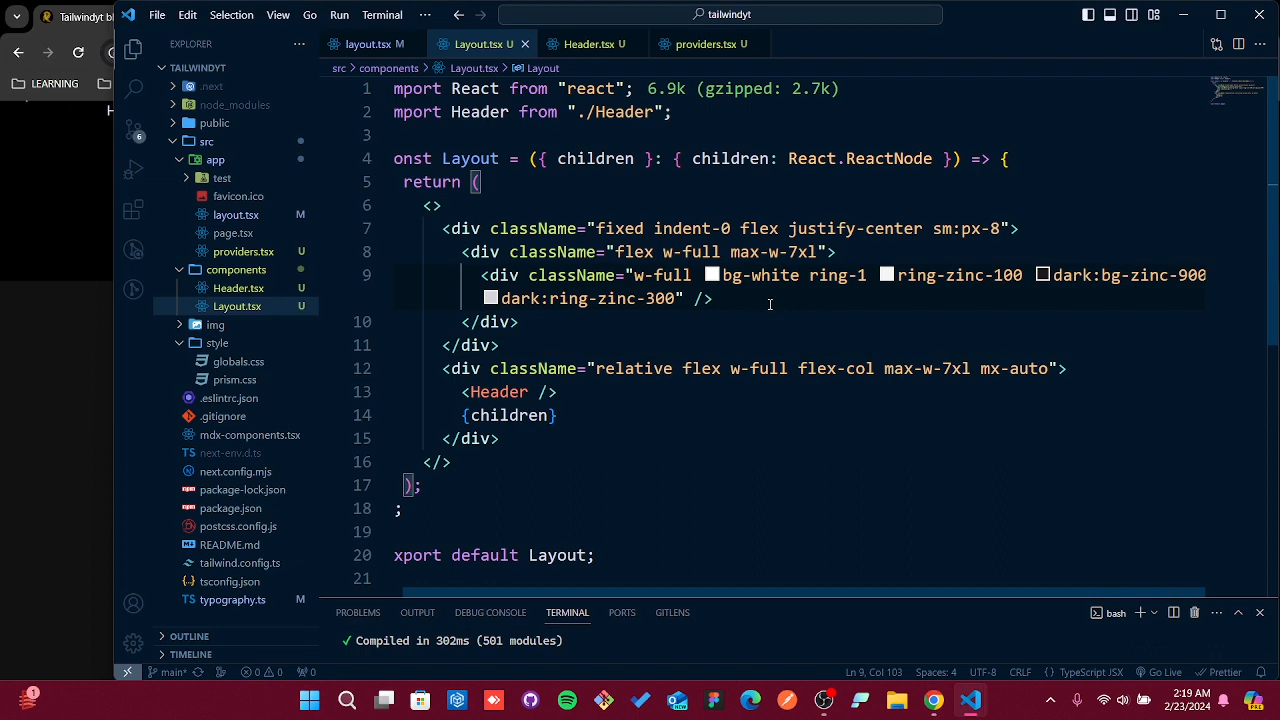 Tailwindyt bl
File Edit Selection View Go Run Terminal ··· tailwindyt
EXPLORER ···
layout.tsx M Layout.tsx U Header.tsx U providers.tsx U
TAILWINDYT
src > components > Layout.tsx > Layout
LEARNING
.next
node_modules
public
src
app
test
favicon.ico
layout.tsx M
page.tsx
providers.tsx U
components
Header.tsx U
Layout.tsx U
img
style
globals.css
prism.css
.eslintrc.json
.gitignore
mdx-components.tsx
next-env.d.ts
next.config.mjs
package-lock.json
package.json
postcss.config.js
README.md
tailwind.config.ts
tsconfig.json
typography.ts M
OUTLINE
TIMELINE
6
H
1 mport React from "react"; 6.9k (gzipped: 2.7k)
2 mport Header from "./Header";
3
4 onst Layout = ({ children }: { children: React.ReactNode }) => {
5 return (
6 <>
7 <div className="fixed indent-0 flex justify-center sm:px-8">
8 <div className="flex w-full max-w-7xl">
9 <div className="w-full bg-white ring-1 ring-zinc-100 dark:bg-zinc-900
dark:ring-zinc-300" />
10 </div>
11 </div>
12 <div className="relative flex w-full flex-col max-w-7xl mx-auto">
13 <Header />
14 {children}
15 </div>
16 </>
17 );
18 ;
19
20 xport default Layout;
21
PROBLEMS OUTPUT DEBUG CONSOLE TERMINAL PORTS GITLENS bash
✓ Compiled in 302ms (501 modules)
main* 0 0 0 Ln 9, Col 103 Spaces: 4 UTF-8 CRLF {} TypeScript JSX Go Live Prettier
1
2:19 AM
2/23/2024